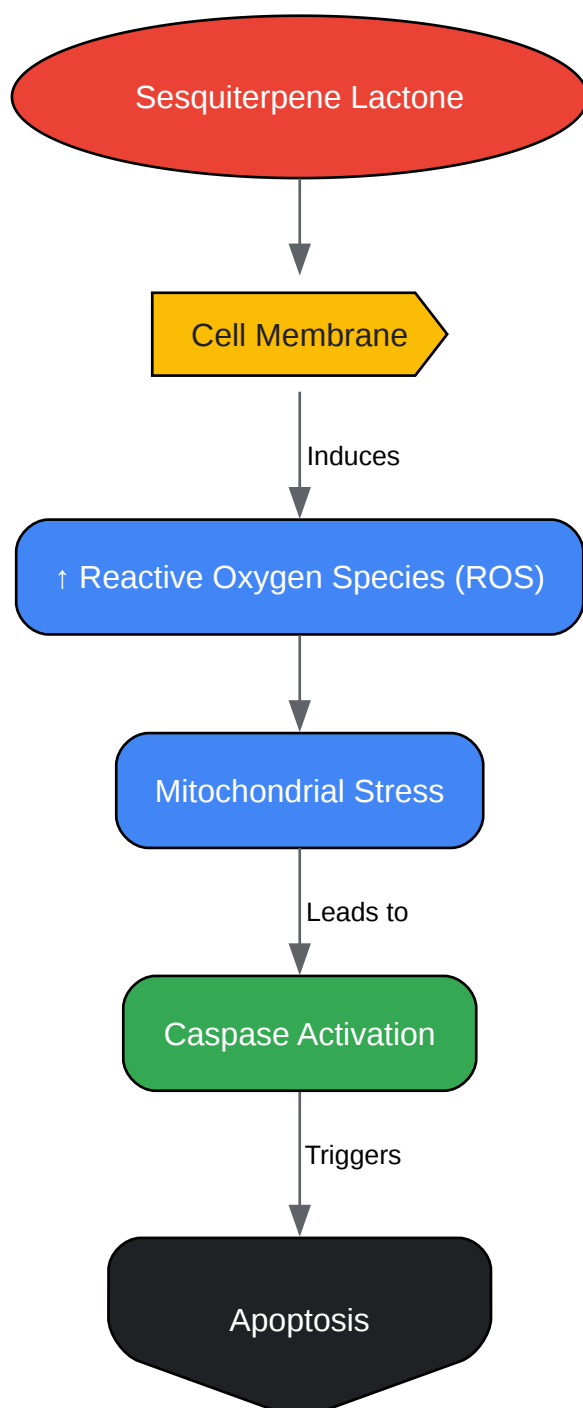 Sesquiterpene Lactone
Cell Membrane
Induces
↑ Reactive Oxygen Species (ROS)
Mitochondrial Stress
Leads to
Caspase Activation
Triggers
Apoptosis